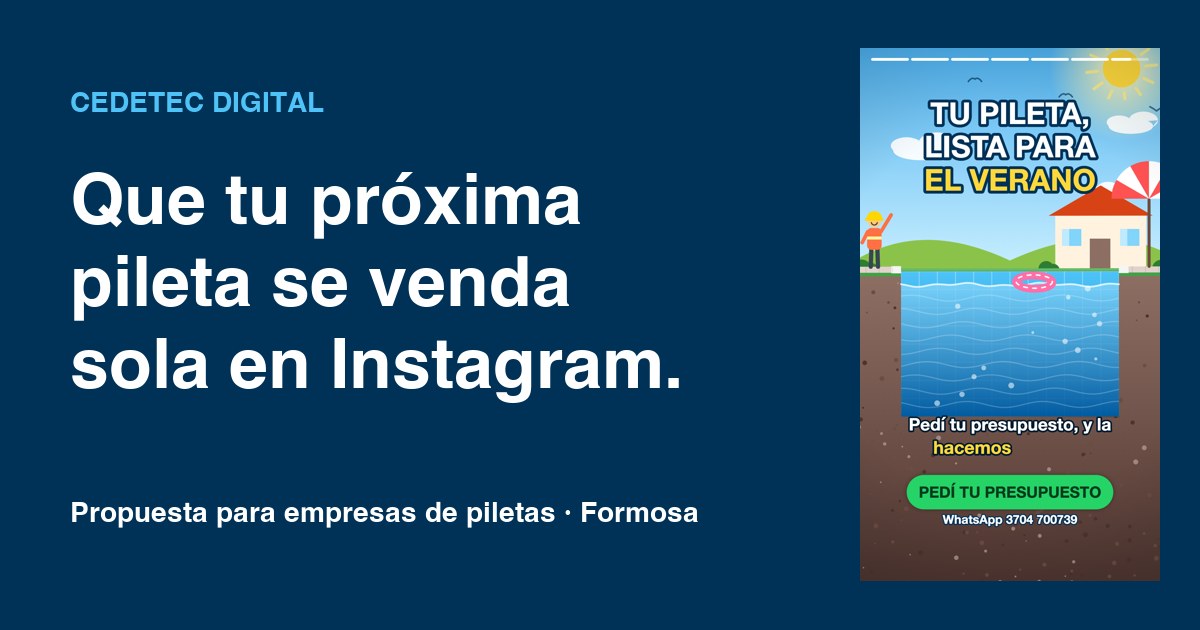 CEDETEC DIGITAL
Que tu próxima
pileta se venda
sola en Instagram.
Propuesta para empresas de piletas · Formosa
TU PILETA,
LISTA PARA
EL VERANO
Pedí tu presupuesto, y la
hacemos
PEDÍ TU PRESUPUESTO
WhatsApp 3704 700739